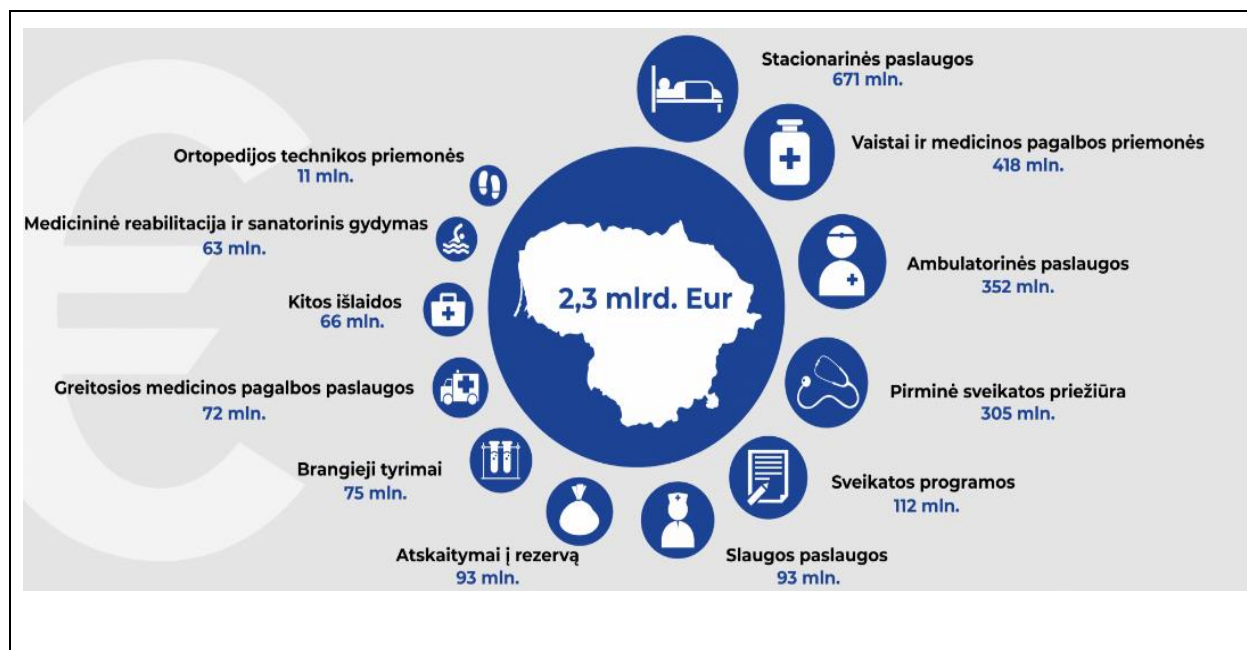 Stacionarinės paslaugos
671 mln.
Vaistai ir medicinos pagalbos priemonės
418 mln.
Ambulatorinės paslaugos
352 mln.
Pirminė sveikatos priežiūra
305 mln.
Sveikatos programos
112 mln.
Slaugos paslaugos
93 mln.
Atskaitymai į rezervą
93 mln.
Brangieji tyrimai
75 mln.
Greitosios medicinos pagalbos paslaugos
72 mln.
Kitos išlaidos
66 mln.
Medicininė reabilitacija ir sanatorinis gydymas
63 mln.
Ortopedijos technikos priemonės
11 mln.
2,3 mlrd. Eur